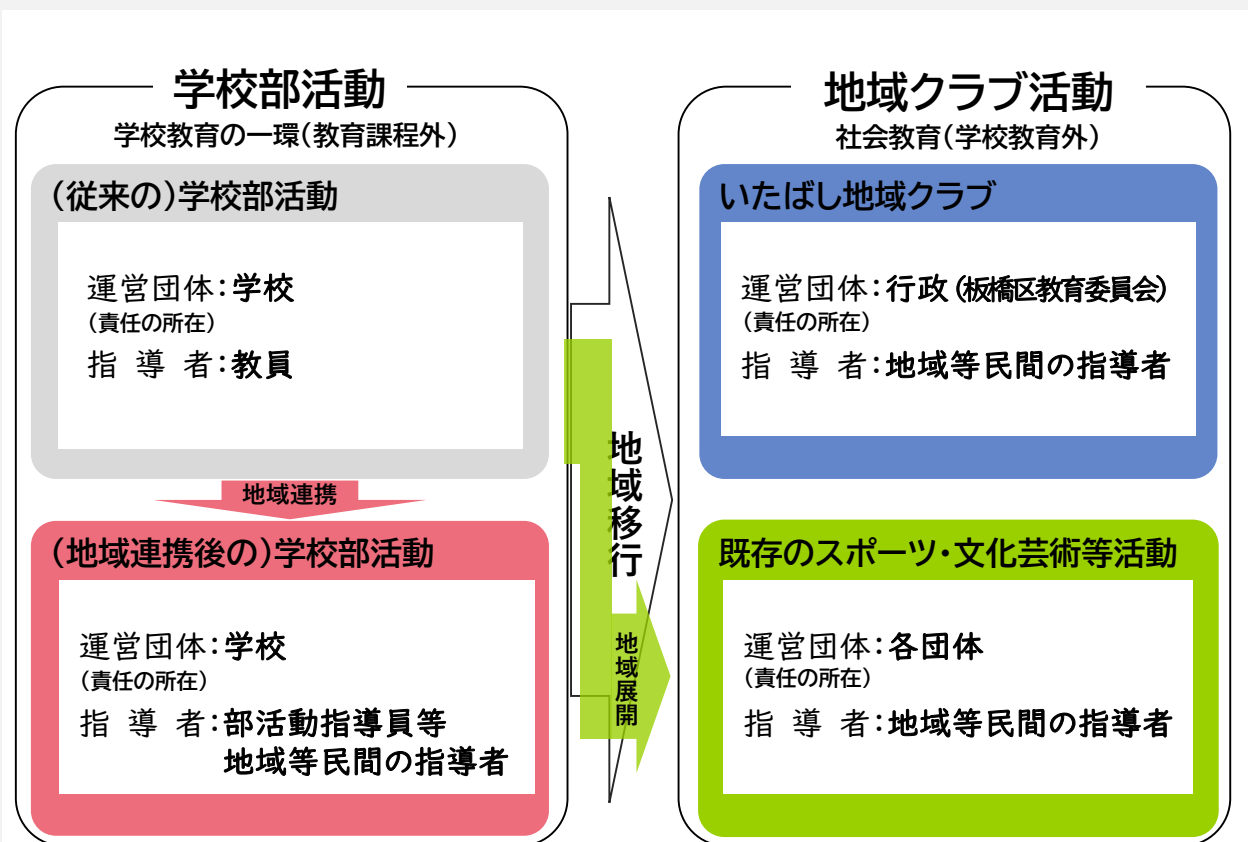 学校部活動
学校教育の一環(教育課程外)
(従来の)学校部活動
運営団体:学校
(責任の所在)
指 導 者:教員
地域連携
(地域連携後の)学校部活動
運営団体:学校
(責任の所在)
指 導 者:部活動指導員等
地域等民間の指導者
地域移行
地域展開
地域クラブ活動
社会教育(学校教育外)
いたばし地域クラブ
運営団体:行政(板橋区教育委員会)
(責任の所在)
指 導 者:地域等民間の指導者
既存のスポーツ・文化芸術等活動
運営団体:各団体
(責任の所在)
指 導 者:地域等民間の指導者